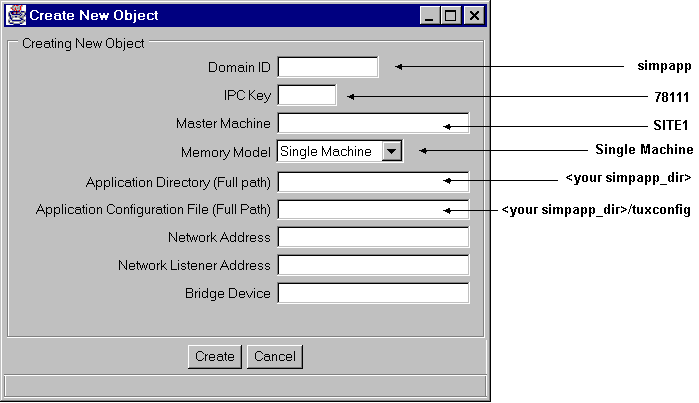 Create New Object
Creating New Object
Domain ID simpapp
IPC Key 78111
Master Machine SITE1
Memory Model Single Machine Single Machine
Application Directory (Full path) <your simpapp_dir>
Application Configuration File (Full Path) <your simpapp_dir>/tuxconfig
Network Address
Network Listener Address
Bridge Device
Create Cancel